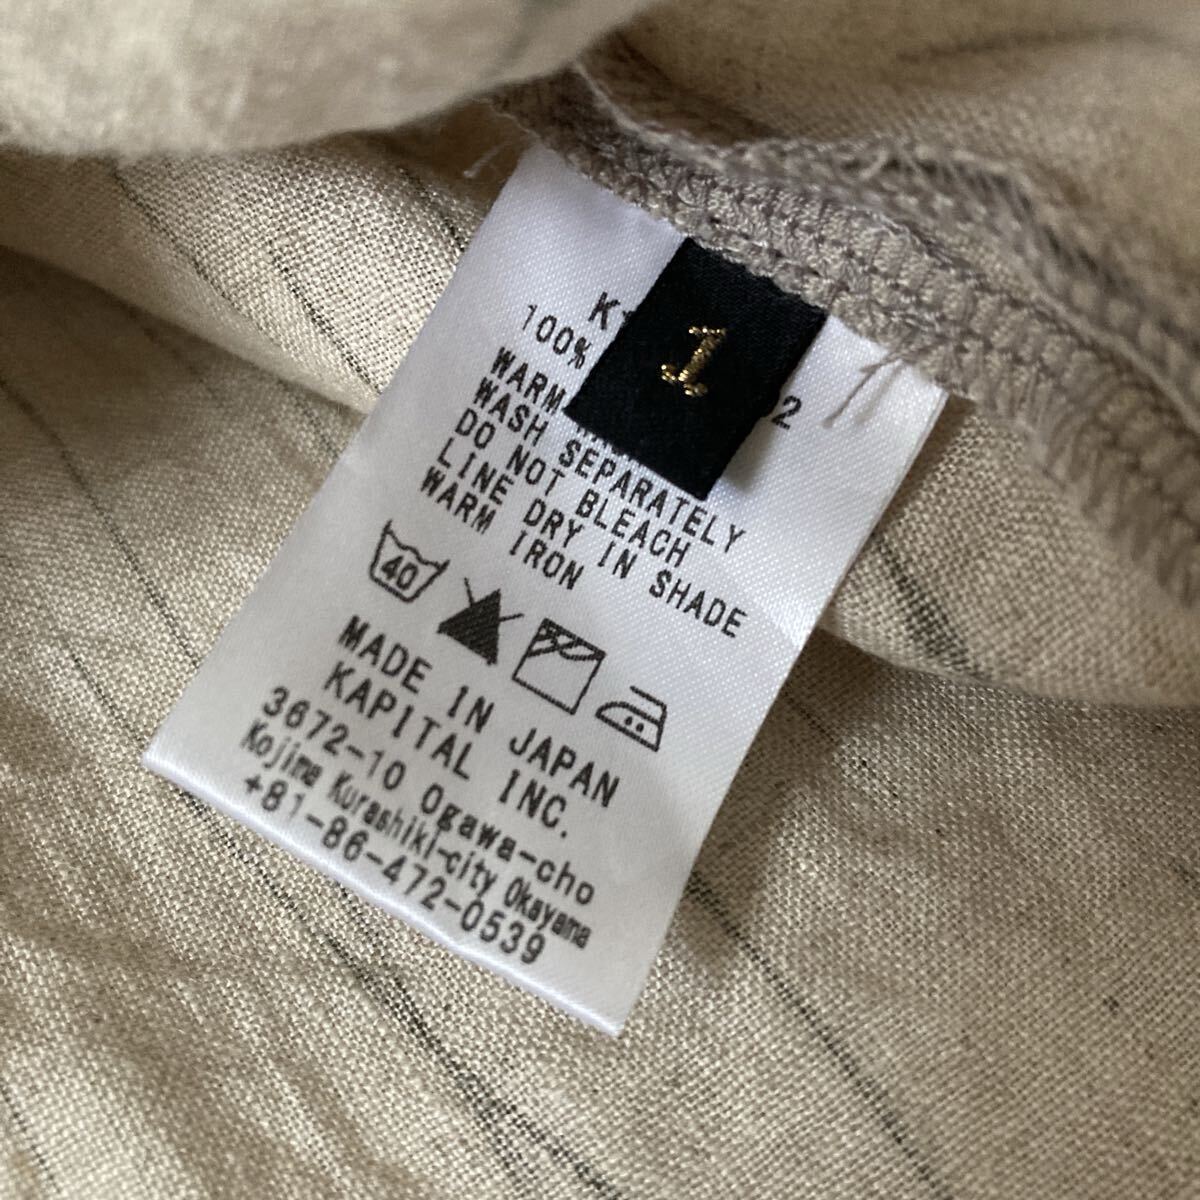 1
100%
WARM
WASH SEPARATELY
DO NOT BLEACH
LINE DRY IN SHADE
WARM IRON
40
MADE IN JAPAN
KAPITAL INC.
3672-10 Ogawa-cho
Kojima Kurashiki-city Okayama
+81-86-472-0539